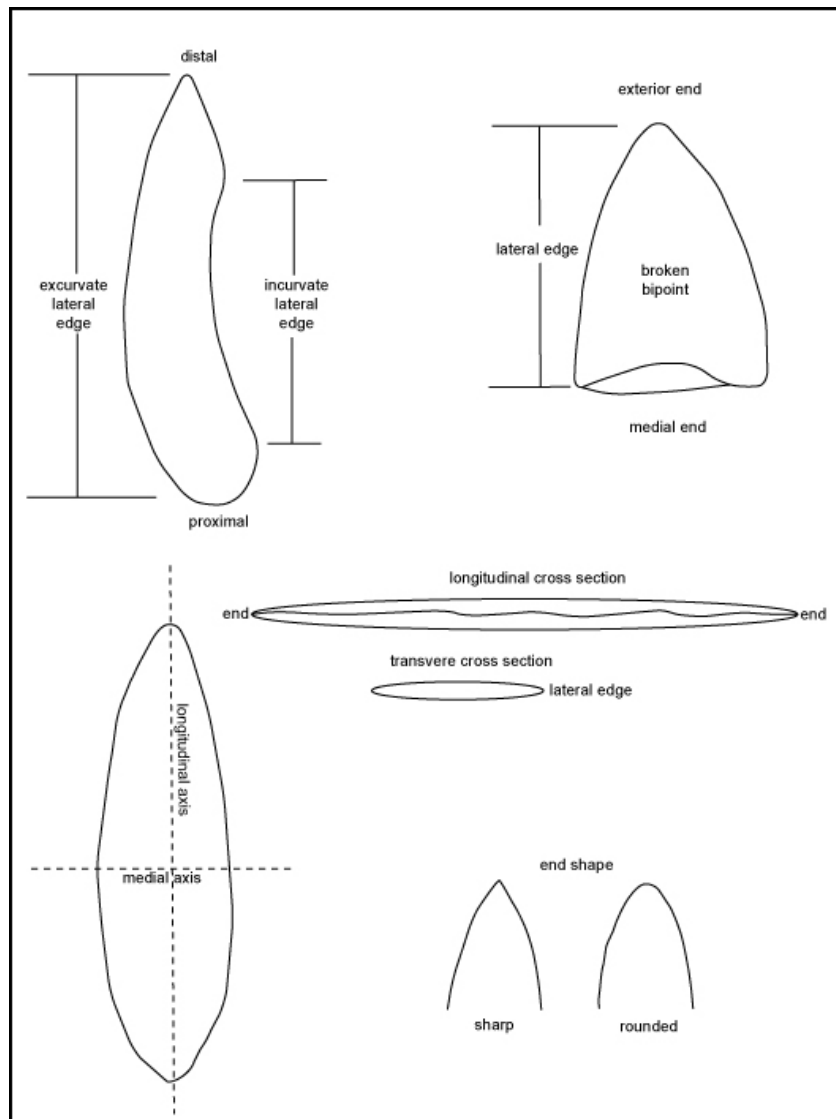 distal
excurvate
lateral
edge
incurvate
lateral
edge
proximal
exterior end
lateral edge
broken
bipoint
medial end
longitudinal cross section
end
end
transvere cross section
lateral edge
longitudinal axis
medial axis
end shape
sharp
rounded